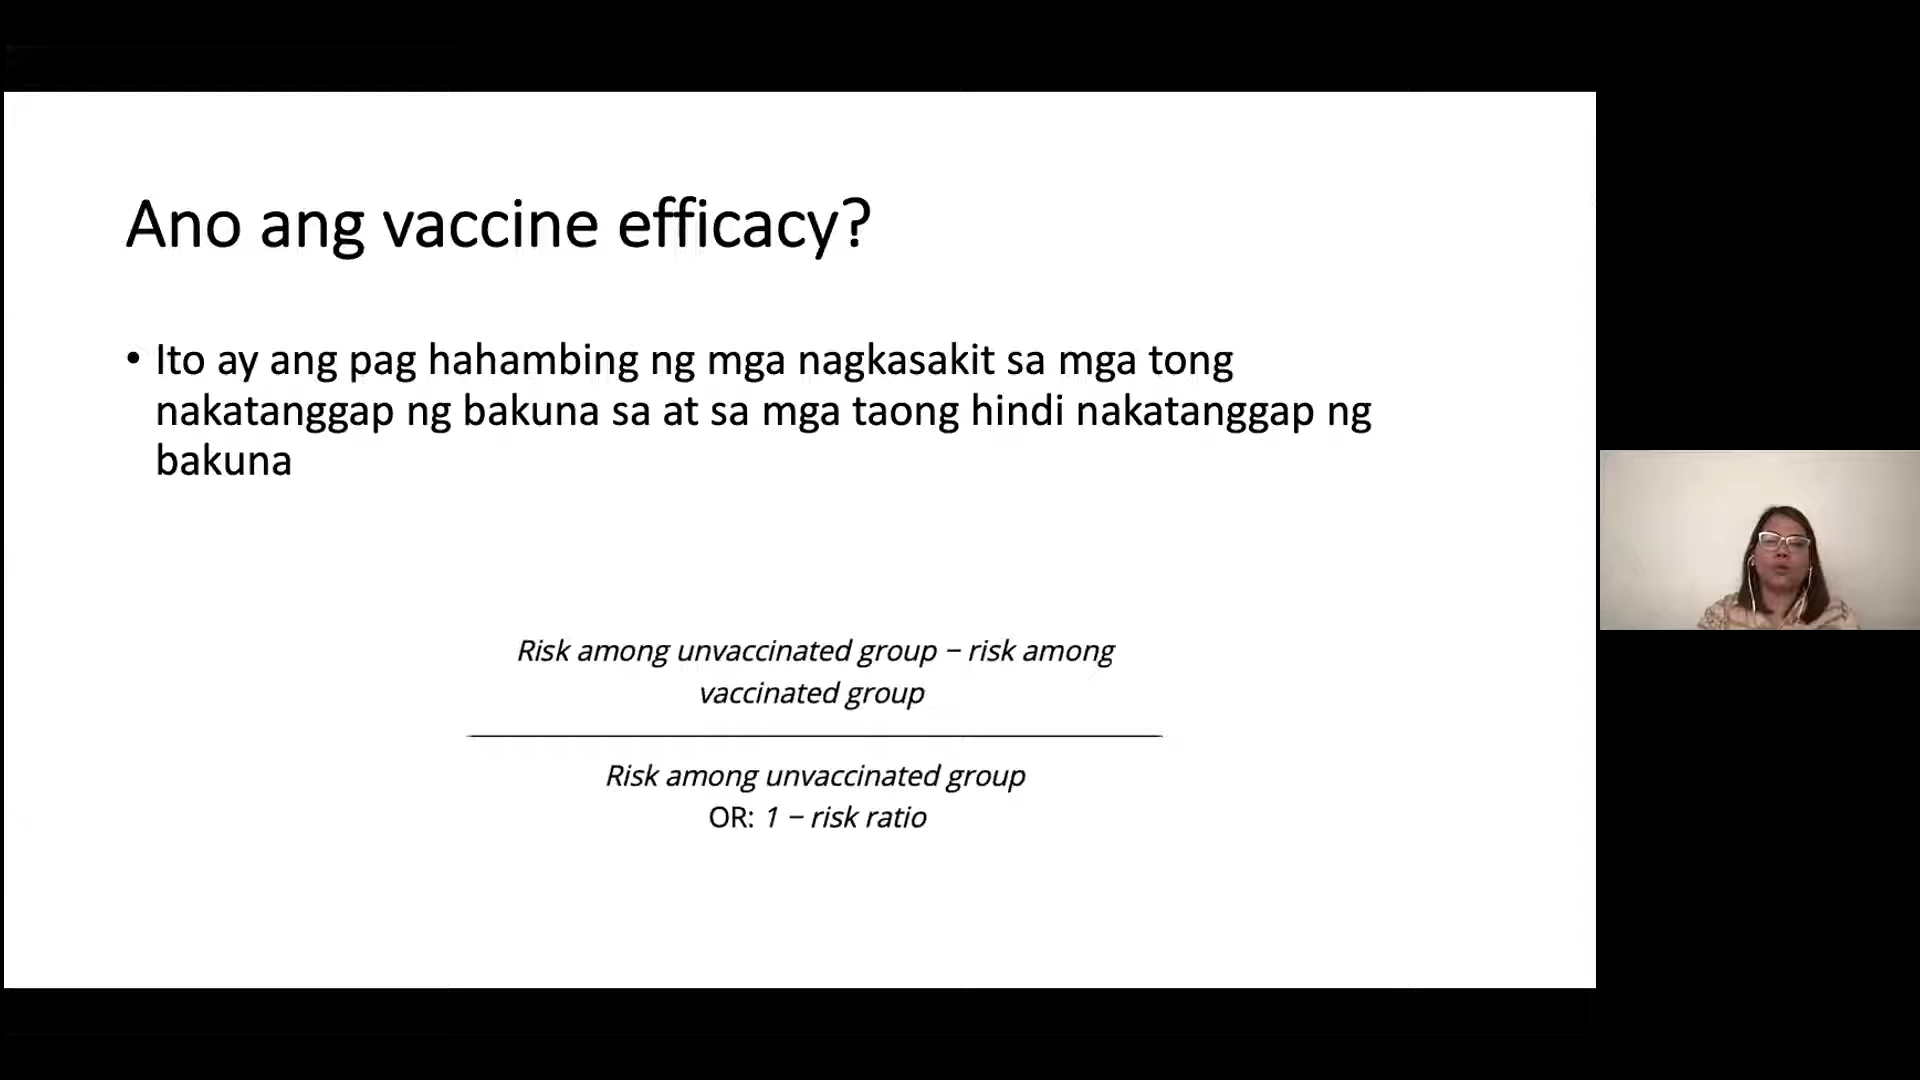 Ano ang vaccine efficacy?
• Ito ay ang pag hahambing ng mga nagkasakit sa mga tong
nakatanggap ng bakuna sa at sa mga taong hindi nakatanggap ng
bakuna
Risk among unvaccinated group − risk among
vaccinated group
Risk among unvaccinated group
OR: 1 − risk ratio